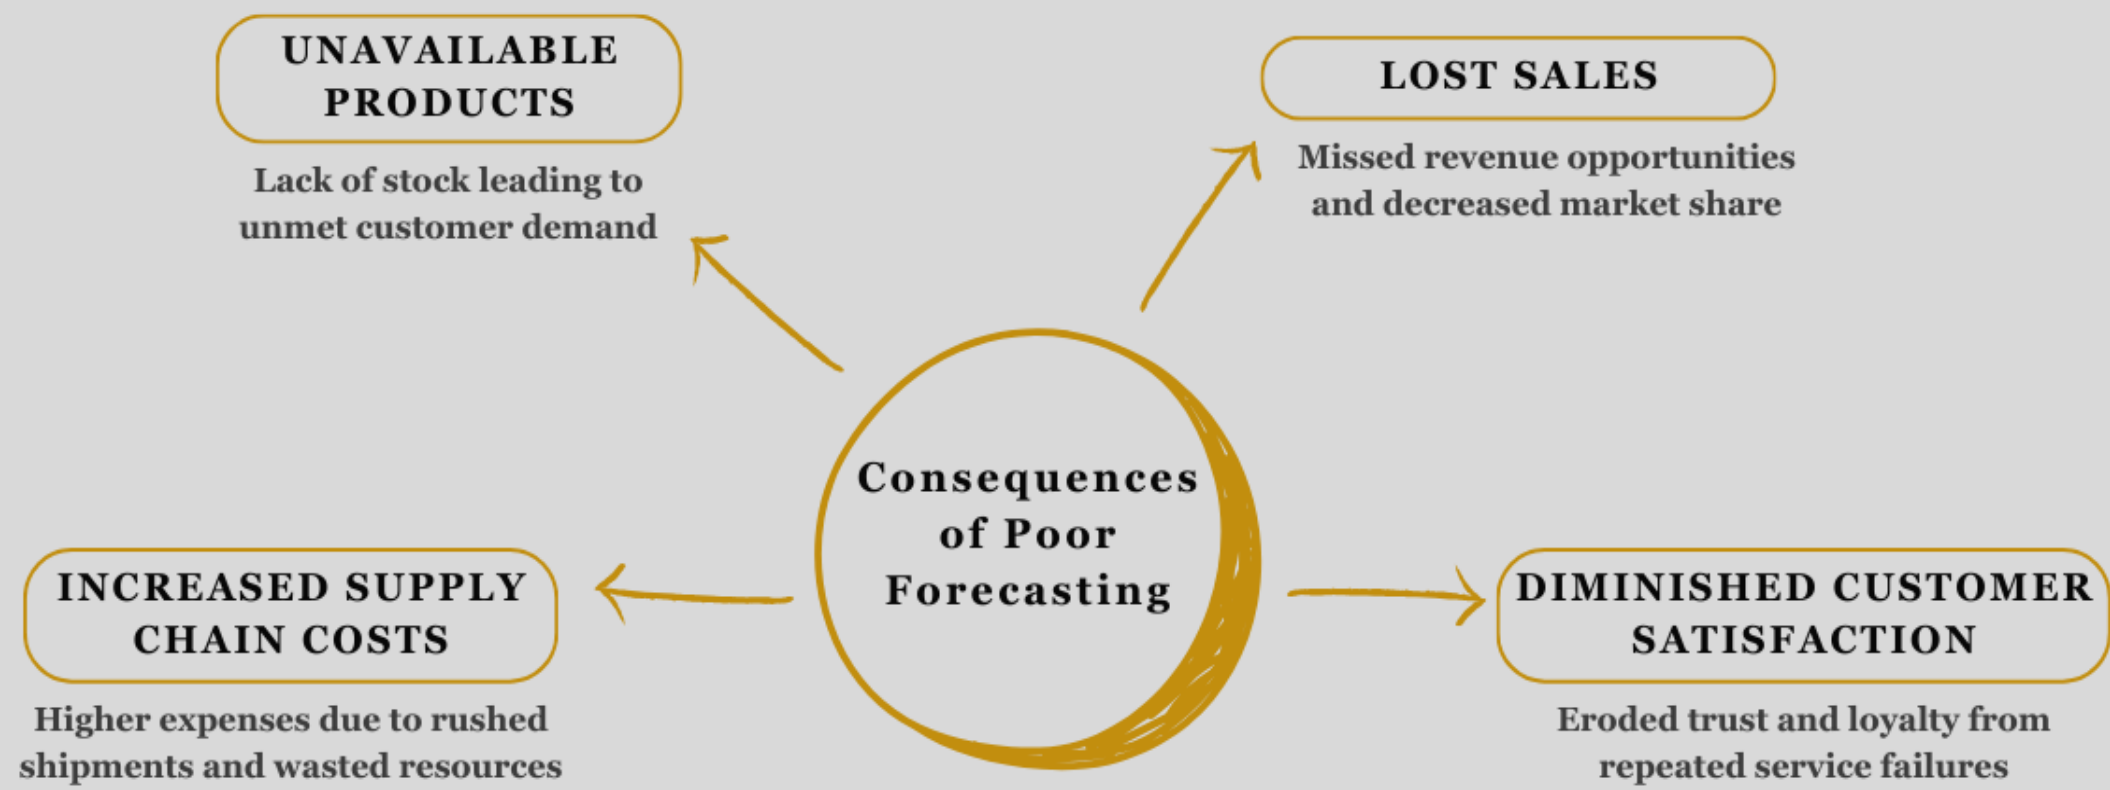 UNAVAILABLE
PRODUCTS
Lack of stock leading to
unmet customer demand
LOST SALES
Missed revenue opportunities
and decreased market share
Consequences
of Poor
Forecasting
INCREASED SUPPLY
CHAIN COSTS
Higher expenses due to rushed
shipments and wasted resources
DIMINISHED CUSTOMER
SATISFACTION
Eroded trust and loyalty from
repeated service failures